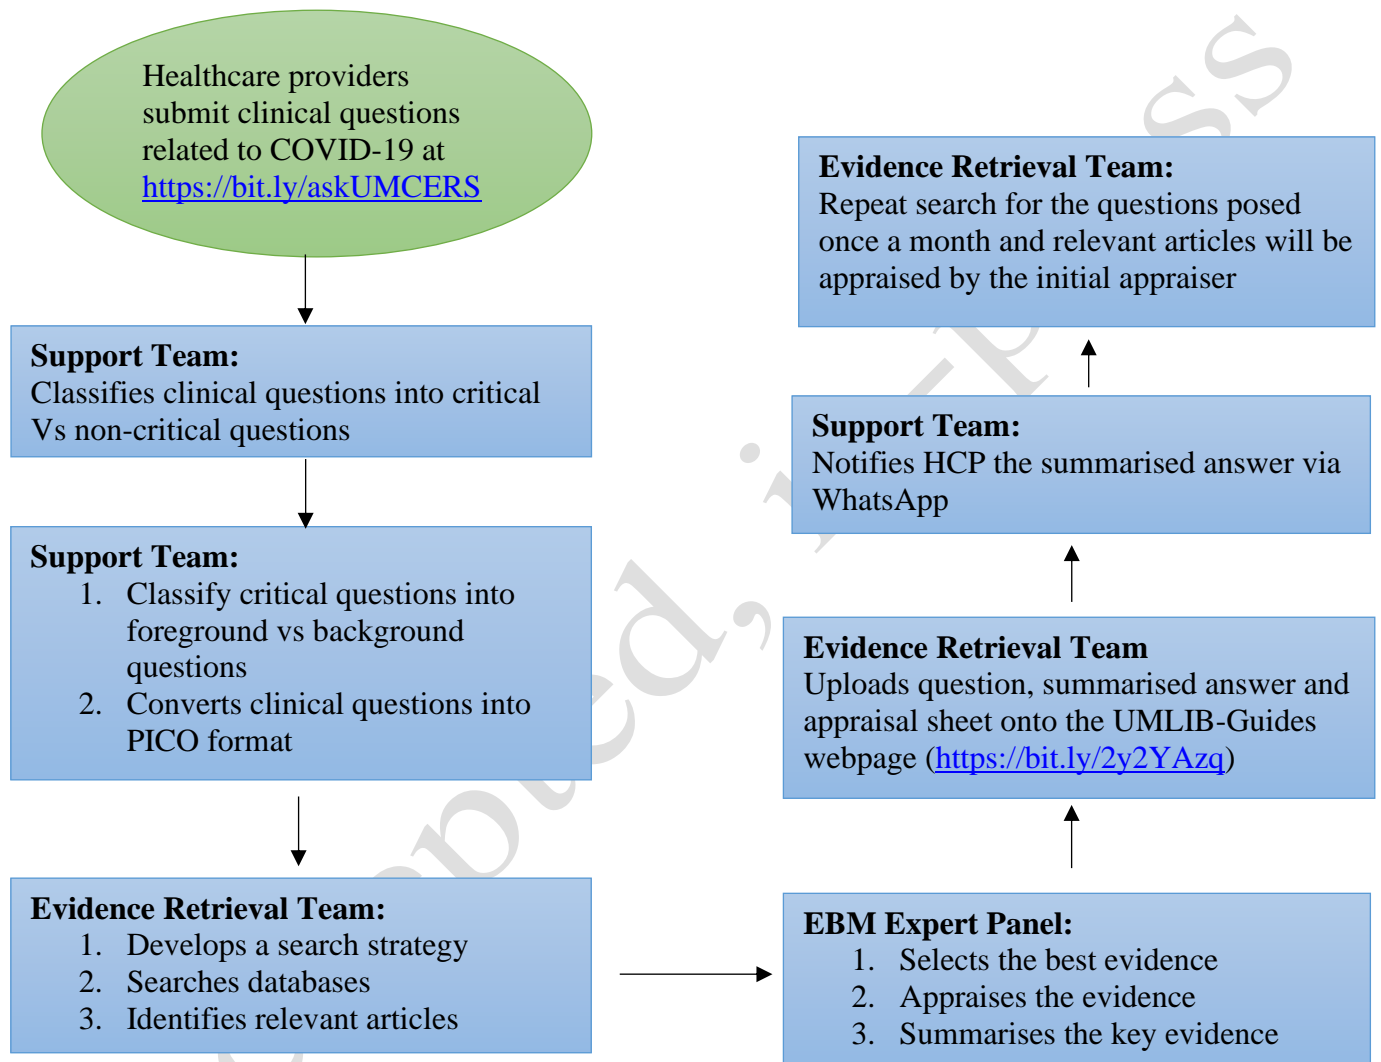 Healthcare providers
submit clinical questions
related to COVID-19 at
https://bit.ly/askUMCERS
Support Team:
Classifies clinical questions into critical
Vs non-critical questions
Support Team:
1. Classify critical questions into
foreground vs background
questions
2. Converts clinical questions into
PICO format
Evidence Retrieval Team:
1. Develops a search strategy
2. Searches databases
3. Identifies relevant articles
EBM Expert Panel:
1. Selects the best evidence
2. Appraises the evidence
3. Summarises the key evidence
Evidence Retrieval Team
Uploads question, summarised answer and
appraisal sheet onto the UMLIB-Guides
webpage (https://bit.ly/2y2YAzq)
Support Team:
Notifies HCP the summarised answer via
WhatsApp
Evidence Retrieval Team:
Repeat search for the questions posed
once a month and relevant articles will be
appraised by the initial appraiser